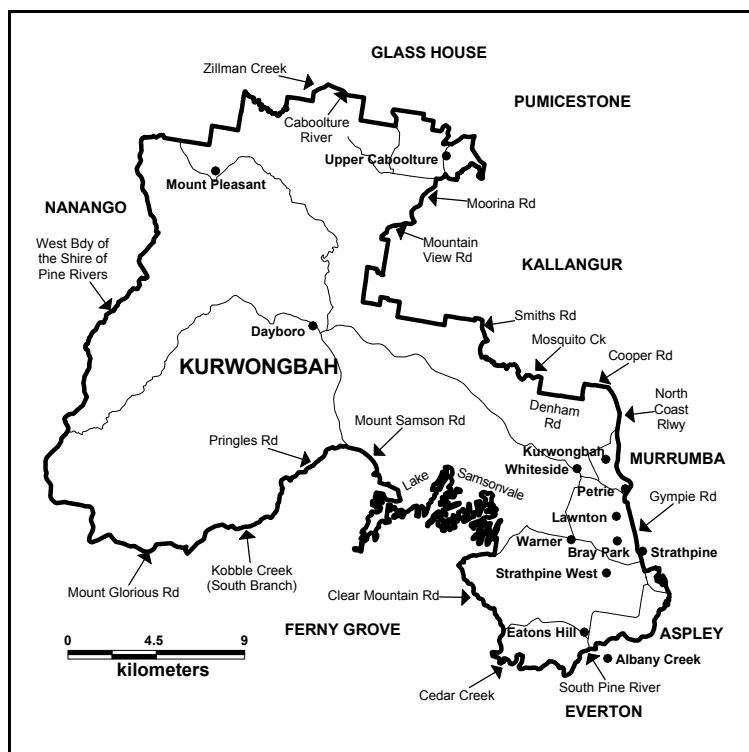 GLASS HOUSE
Zillman Creek
PUMICESTONE
Caboolture
River
Upper Caboolture
Mount Pleasant
Moorina Rd
NANANGO
Mountain
View Rd
West Bdy of
the Shire of
Pine Rivers
KALLANGUR
Smiths Rd
Dayboro
Mosquito Ck
Cooper Rd
KURWONGBAH
North
Coast
Rlwy
Denham
Rd
Mount Samson Rd
Pringles Rd
Kurwongbah
MURRUMBA
Whiteside
Lake Samsonvale
Petrie
Gympie Rd
Lawnton
Warner
Bray Park
Strathpine
Kobble Creek
(South Branch)
Strathpine West
Mount Glorious Rd
Clear Mountain Rd
FERNY GROVE
Eatons Hill
ASPLEY
0 4.5 9
kilometers
Albany Creek
South Pine River
Cedar Creek
EVERTON